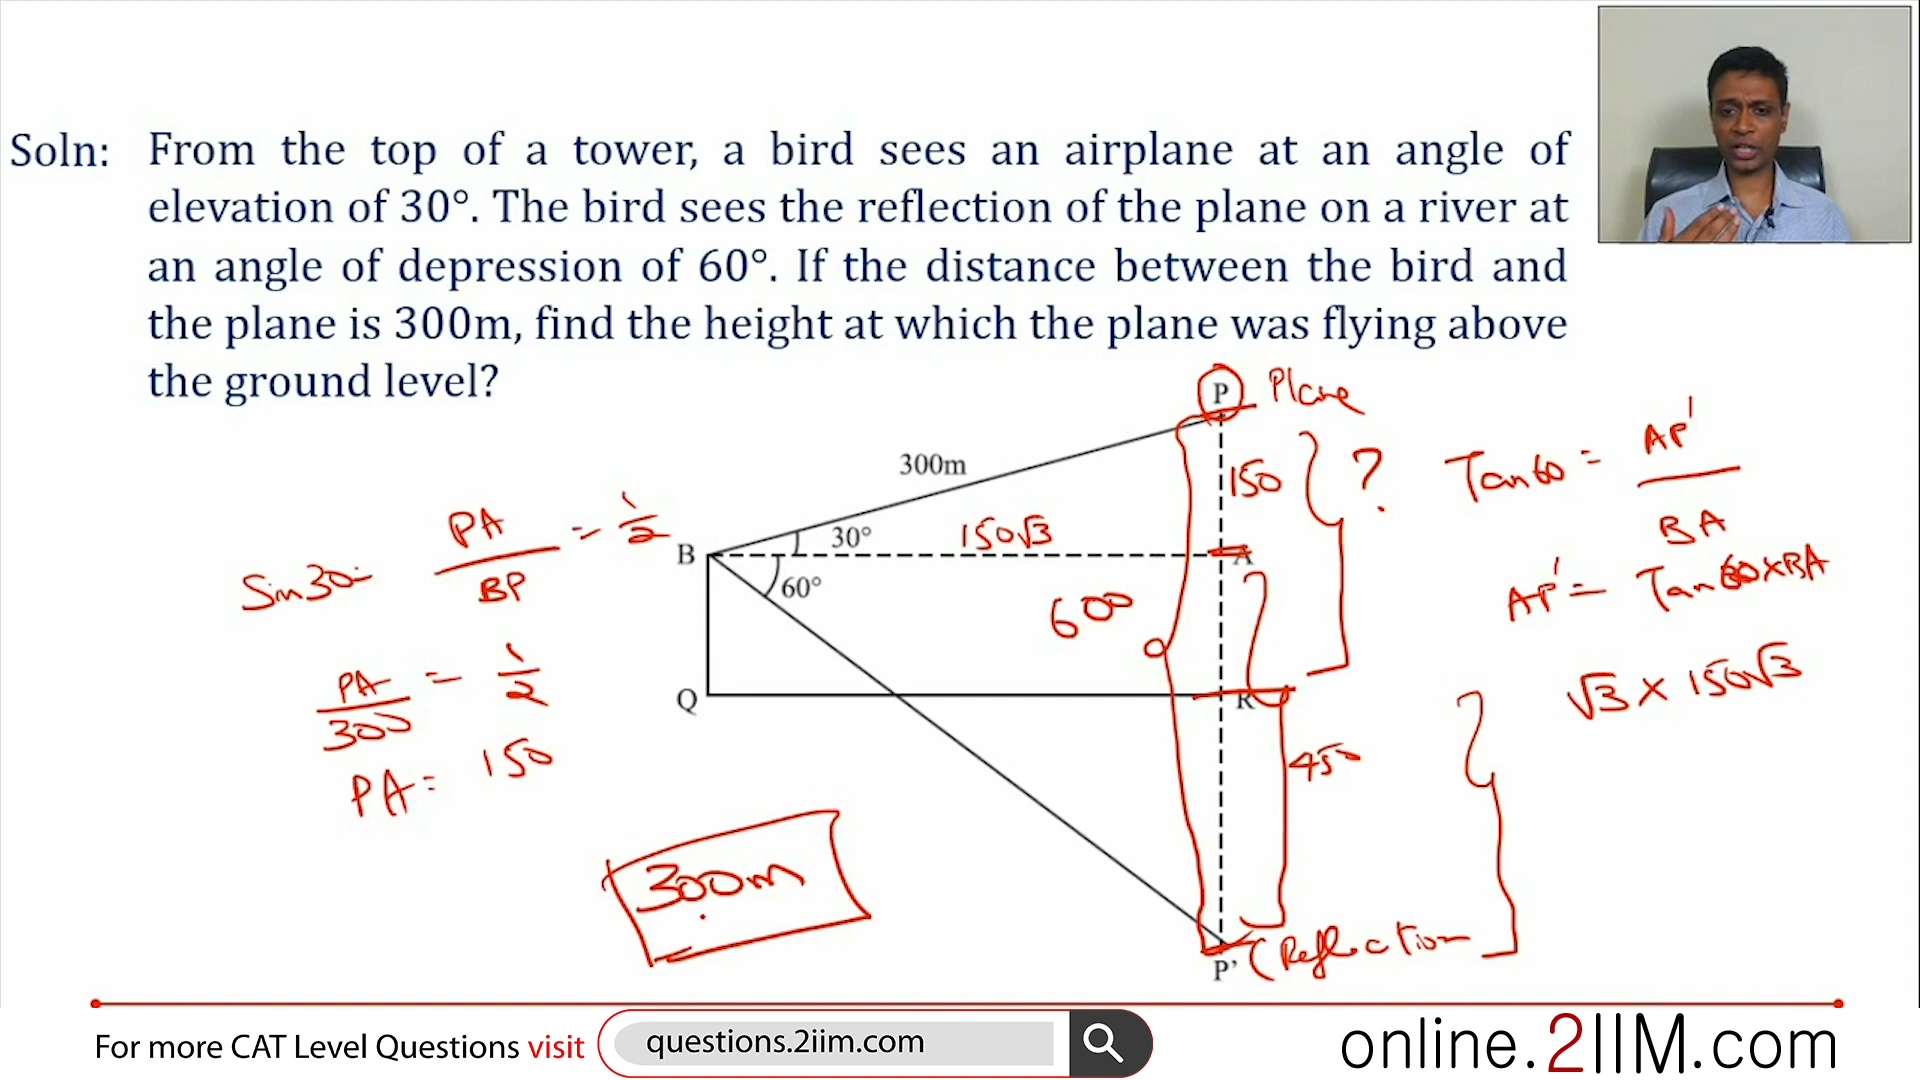 Soln: From the top of a tower, a bird sees an airplane at an angle of
elevation of 30°. The bird sees the reflection of the plane on a river at
an angle of depression of 60°. If the distance between the bird and
the plane is 300m, find the height at which the plane was flying above
the ground level?
P Plane
300m
150
?
Tan60 = AP'/BA
Sin30= PA/BP = 1/2
B
30°
150√3
A
60°
600
AP' = Tan60×BA
PA/300 = 1/2
√3 × 150√3
Q
R
PA= 150
450
300m
P' (Reflection
For more CAT Level Questions visit
questions.2iim.com
online.2IIM.com